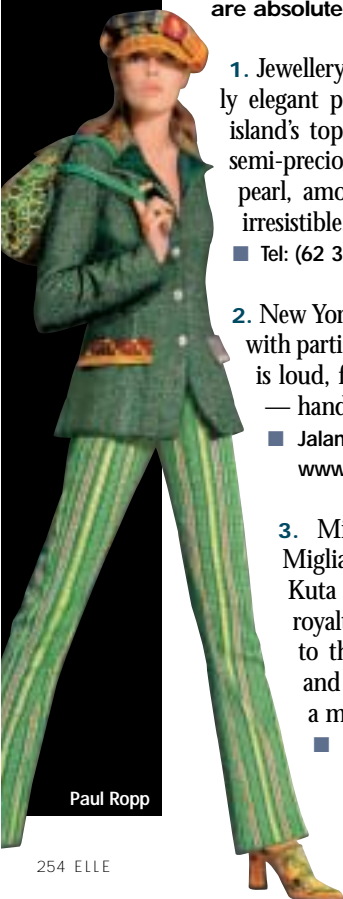 are absolute
1. Jewellery
ly elegant p
island's top
semi-precio
pearl, amo
irresistible
■ Tel: (62 3
2. New Yor
with parti
is loud, f
— hand
■ Jalan
www
3. Mi
Miglia
Kuta
royal
to th
and
a m
■
Paul Ropp
254 ELLE